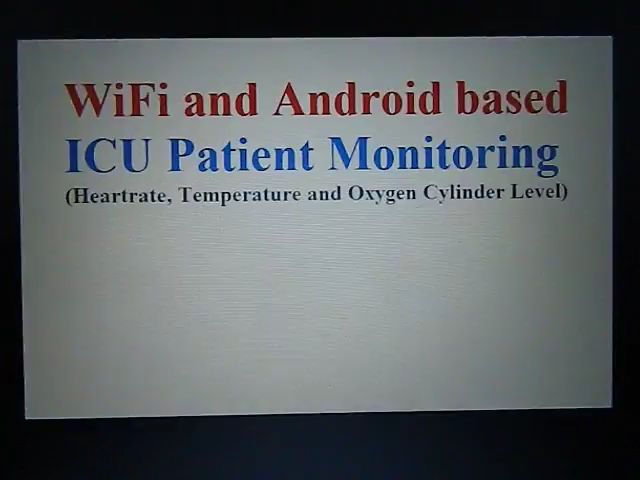 WiFi and Android based
ICU Patient Monitoring
(Heartrate, Temperature and Oxygen Cylinder Level)